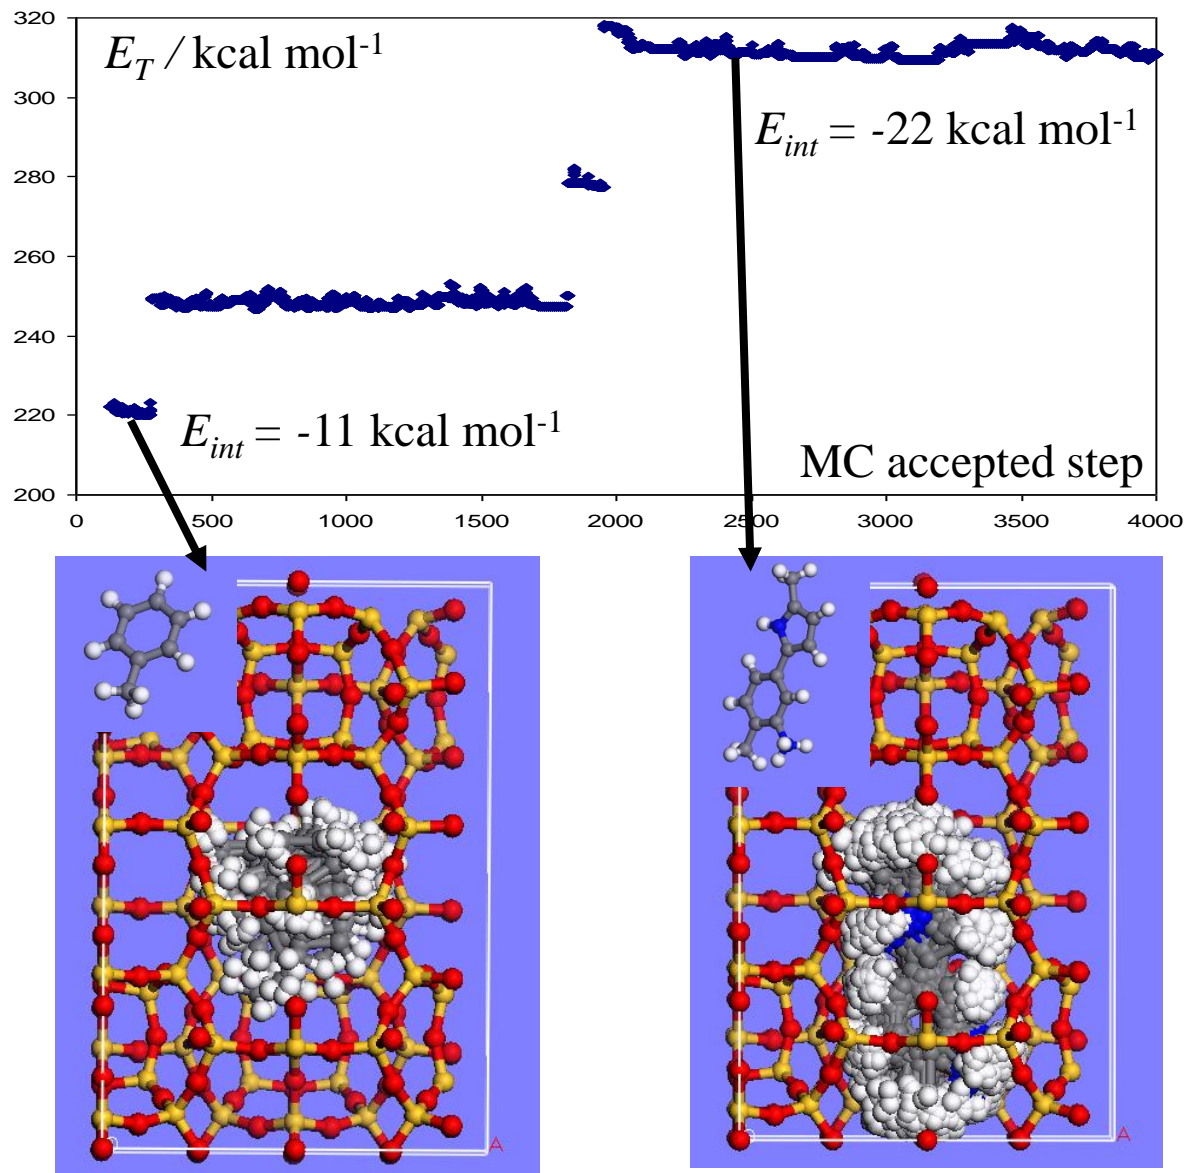 320
E_T / kcal mol⁻¹
300
E_int = -22 kcal mol⁻¹
280
260
240
220
E_int = -11 kcal mol⁻¹
MC accepted step
200
0 500 1000 1500 2000 2500 3000 3500 4000
A
A